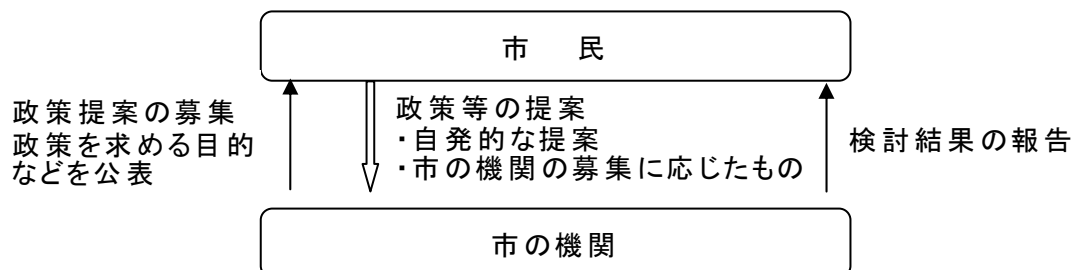 市　民
政策提案の募集
政策を求める目的
などを公表
政策等の提案
・自発的な提案
・市の機関の募集に応じたもの
検討結果の報告
市の機関